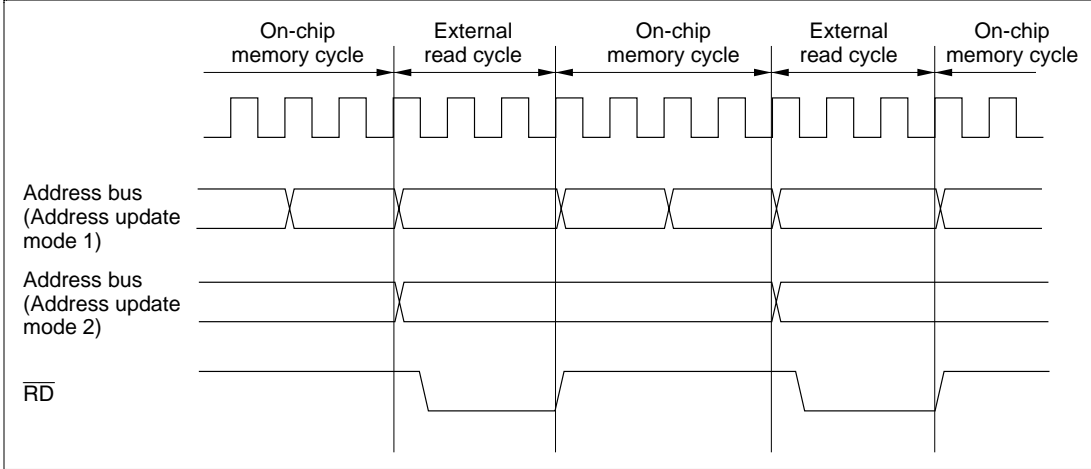 On-chip
memory cycle
External
read cycle
On-chip
memory cycle
External
read cycle
On-chip
memory cycle
Address bus
(Address update
mode 1)
Address bus
(Address update
mode 2)
RD